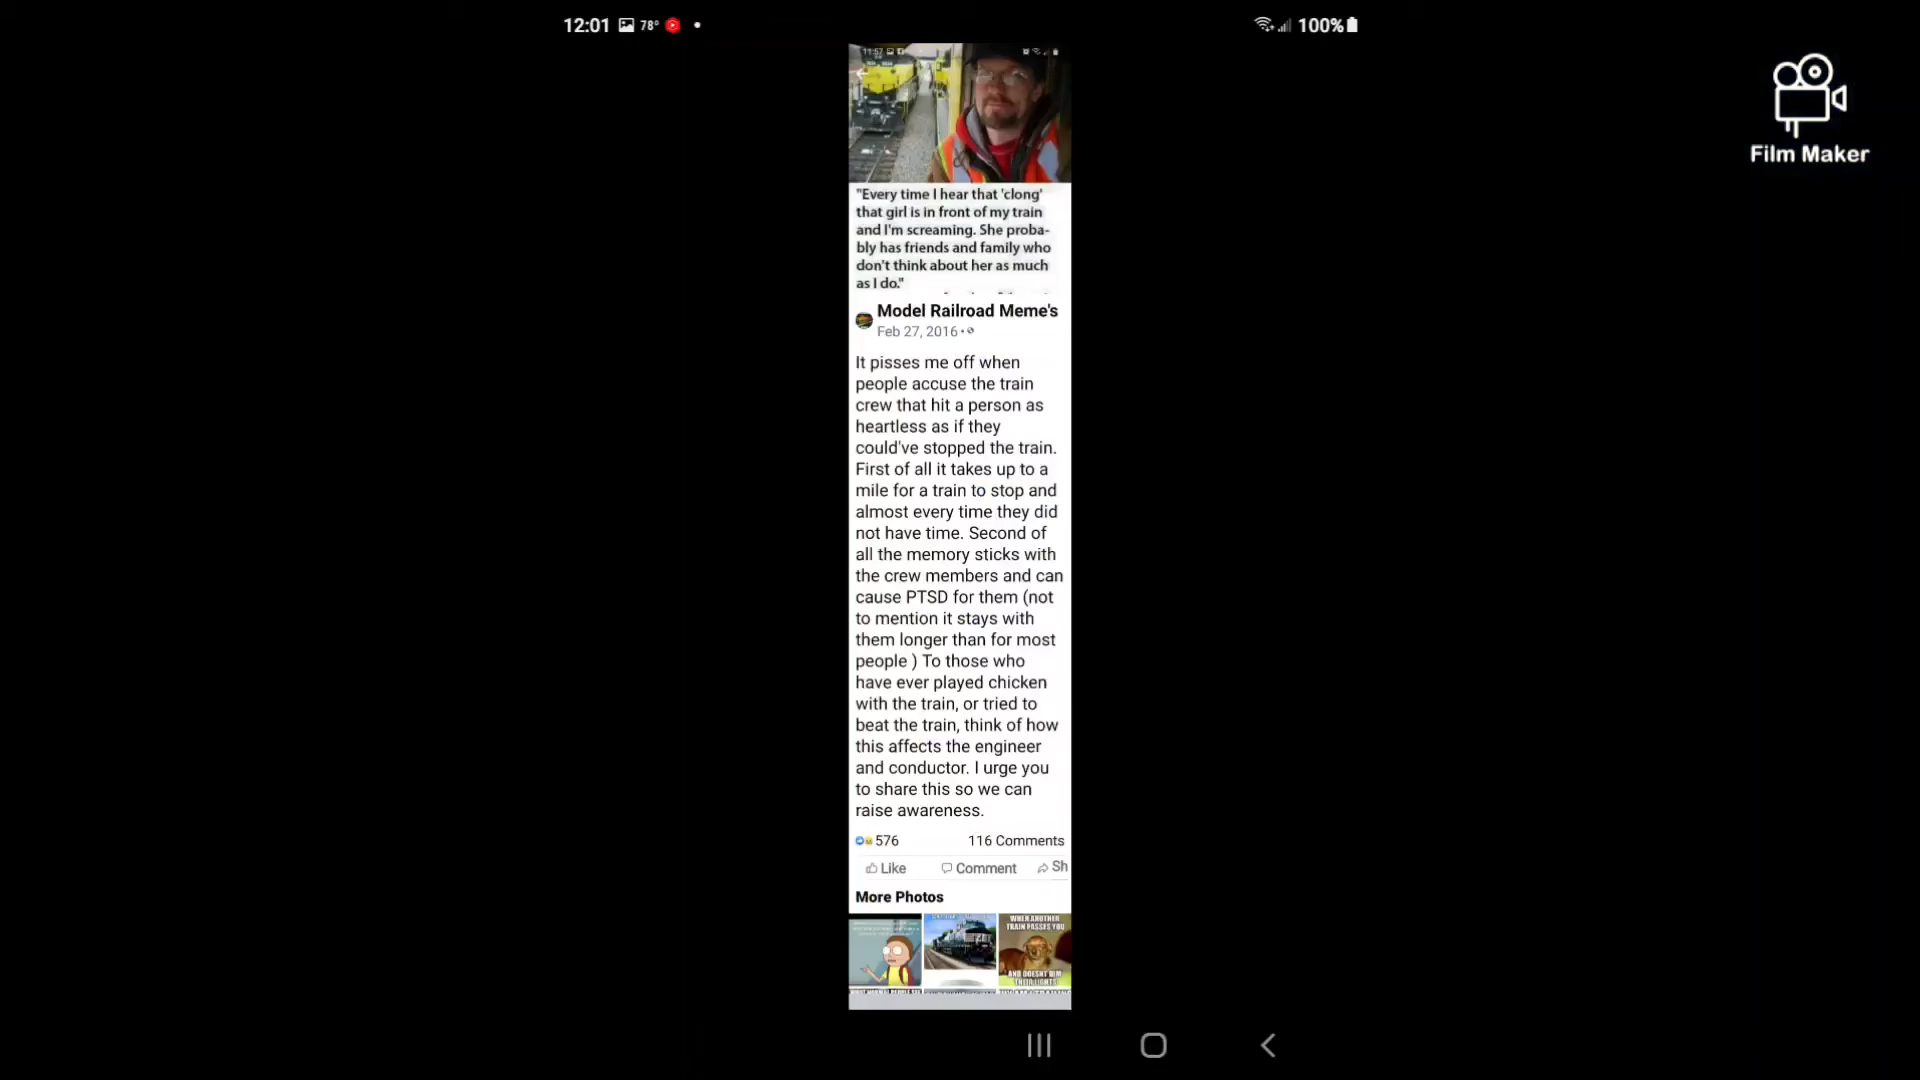 12:01 78° 100%
11:57
Film Maker
"Every time I hear that 'clong'
that girl is in front of my train
and I'm screaming. She proba-
bly has friends and family who
don't think about her as much
as I do."
Model Railroad Meme's
Feb 27, 2016 •
It pisses me off when
people accuse the train
crew that hit a person as
heartless as if they
could've stopped the train.
First of all it takes up to a
mile for a train to stop and
almost every time they did
not have time. Second of
all the memory sticks with
the crew members and can
cause PTSD for them (not
to mention it stays with
them longer than for most
people ) To those who
have ever played chicken
with the train, or tried to
beat the train, think of how
this affects the engineer
and conductor. I urge you
to share this so we can
raise awareness.
576 116 Comments
Like Comment Sh
More Photos
WHEN ANOTHER
TRAIN PASSES YOU
AND DOESNT DIM
THEIR LIGHTS